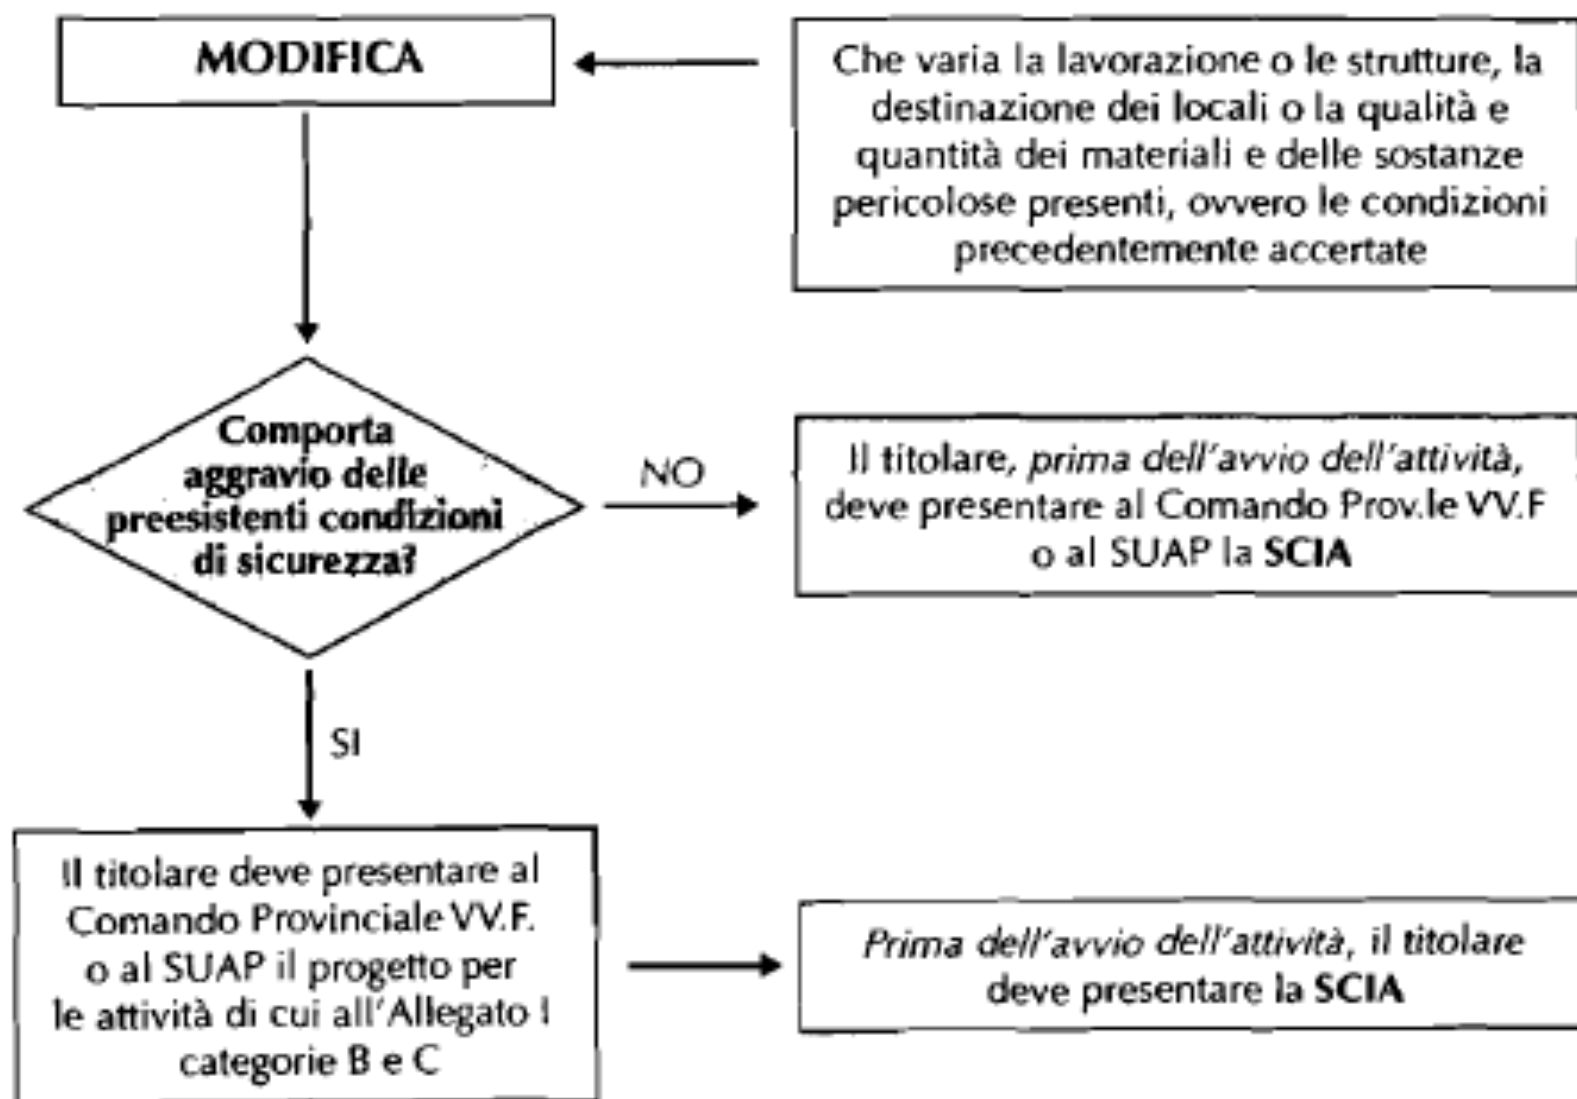 MODIFICA
Che varia la lavorazione o le strutture, la
destinazione dei locali o la qualità e
quantità dei materiali e delle sostanze
pericolose presenti, ovvero le condizioni
precedentemente accertate
Comporta
aggravio delle
preesistenti condizioni
di sicurezza?
NO
Il titolare, prima dell'avvio dell'attività,
deve presentare al Comando Prov.le VV.F
o al SUAP la SCIA
SI
Il titolare deve presentare al
Comando Provinciale VV.F.
o al SUAP il progetto per
le attività di cui all'Allegato I
categorie B e C
Prima dell'avvio dell'attività, il titolare
deve presentare la SCIA